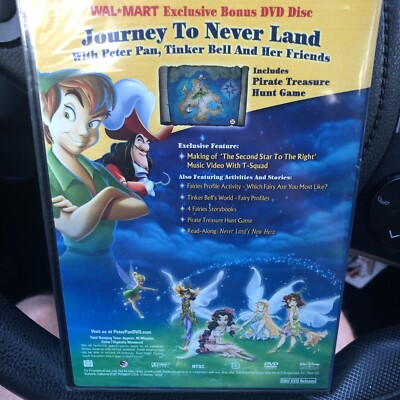 WAL★MART Exclusive Bonus DVD Disc
Journey To Never Land
With Peter Pan, Tinker Bell And Her Friends
Includes
Pirate Treasure
Hunt Game
Exclusive Feature:
• Making of 'The Second Star To The Right'
Music Video With T-Squad
Also Featuring Activities And Stories:
• Fairies Profile Activity - Which Fairy Are You Most Like?
• Tinker Bell's World - Fairy Profiles
• 4 Fairies Storybooks
• Pirate Treasure Hunt Game
• Read-Along: Never Land's New Hero
Visit us at PeterPanDVD.com
NTSC
DVD